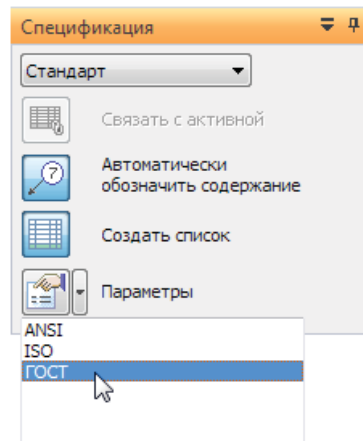 Спецификация
Стандарт
Связать с активной
?
Автоматически
обозначить содержание
Создать список
Параметры
ANSI
ISO
ГОСТ